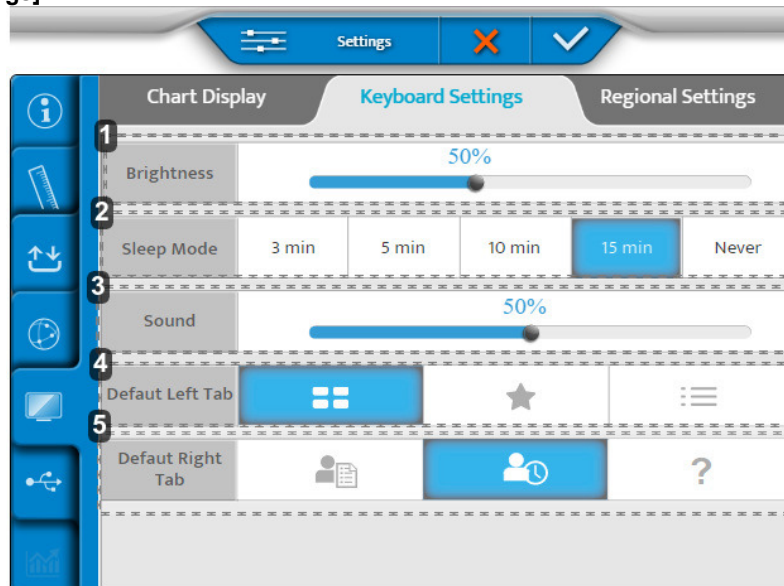 ge]
Settings
Chart Display Keyboard Settings Regional Settings
1
50%
Brightness
2
Sleep Mode 3 min 5 min 10 min 15 min Never
3
50%
Sound
4
Defaut Left Tab
5
Defaut Right
Tab
?